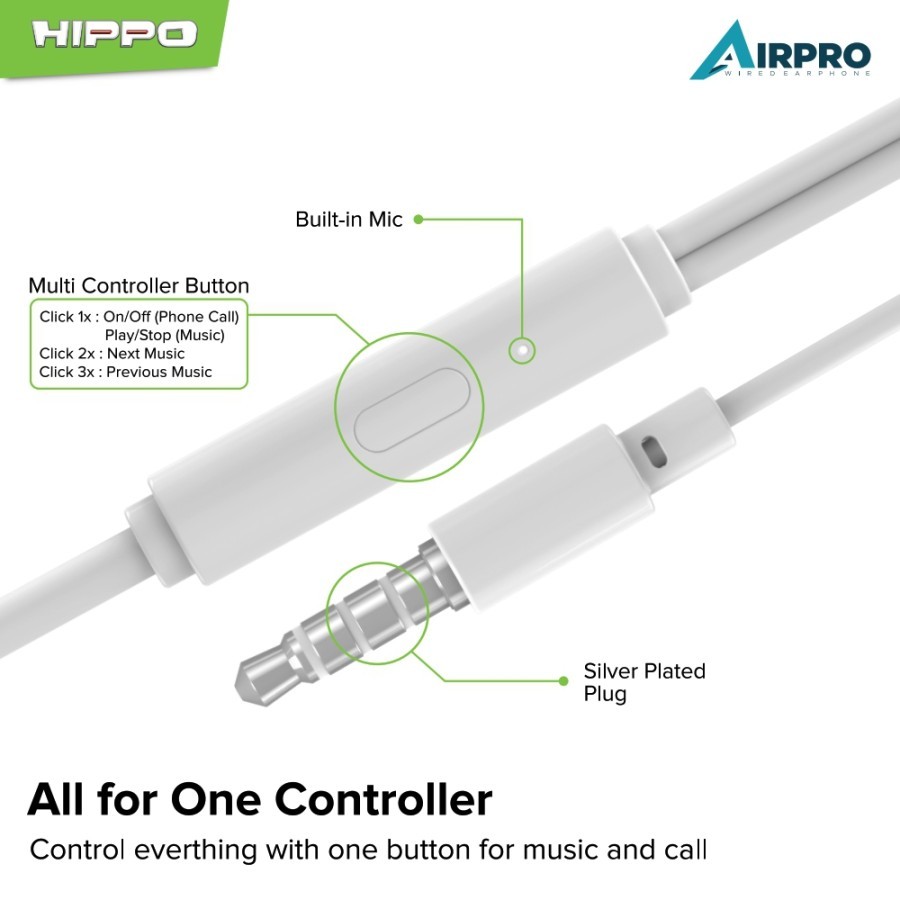 HIPPO
AIRPRO
WIREDEARPHONE
Built-in Mic
Multi Controller Button
Click 1x : On/Off (Phone Call)
Play/Stop (Music)
Click 2x : Next Music
Click 3x : Previous Music
Silver Plated
Plug
All for One Controller
Control everthing with one button for music and call